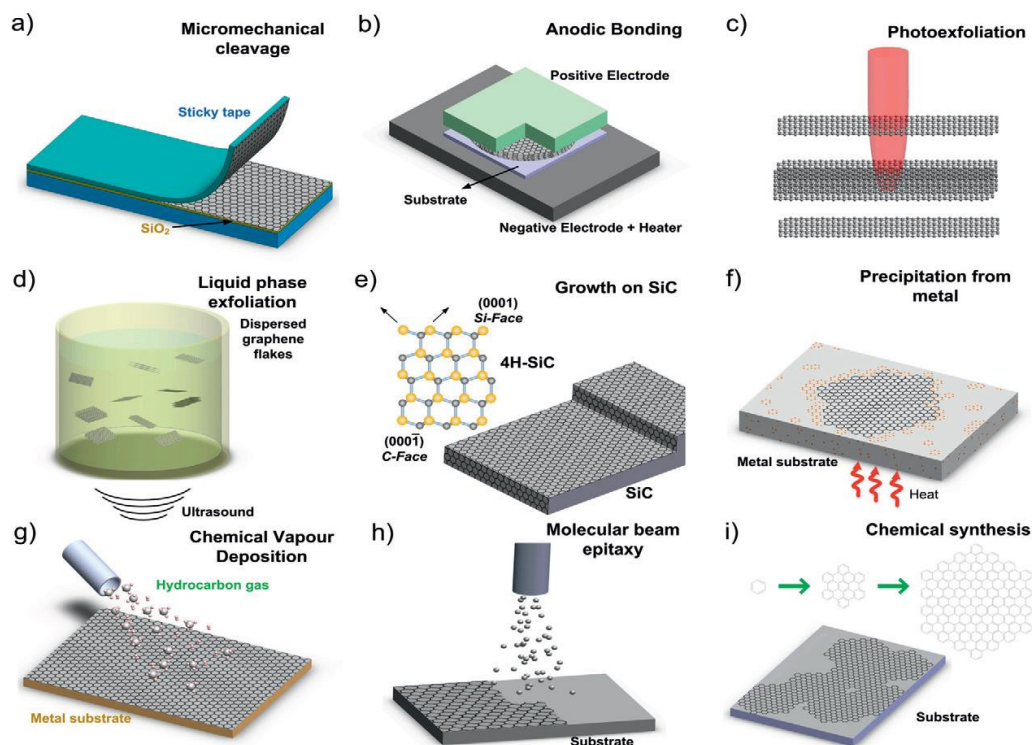 a)
Micromechanical
cleavage
Sticky tape
SiO₂
b)
Anodic Bonding
Positive Electrode
Substrate
Negative Electrode + Heater
c)
Photoexfoliation
d)
Liquid phase
exfoliation
Dispersed
graphene
flakes
Ultrasound
e)
Growth on SiC
(0001)
Si-Face
4H-SiC
(0001̅)
C-Face
SiC
f)
Precipitation from
metal
Metal substrate
Heat
g)
Chemical Vapour
Deposition
Hydrocarbon gas
Metal substrate
h)
Molecular beam
epitaxy
Substrate
i)
Chemical synthesis
Substrate